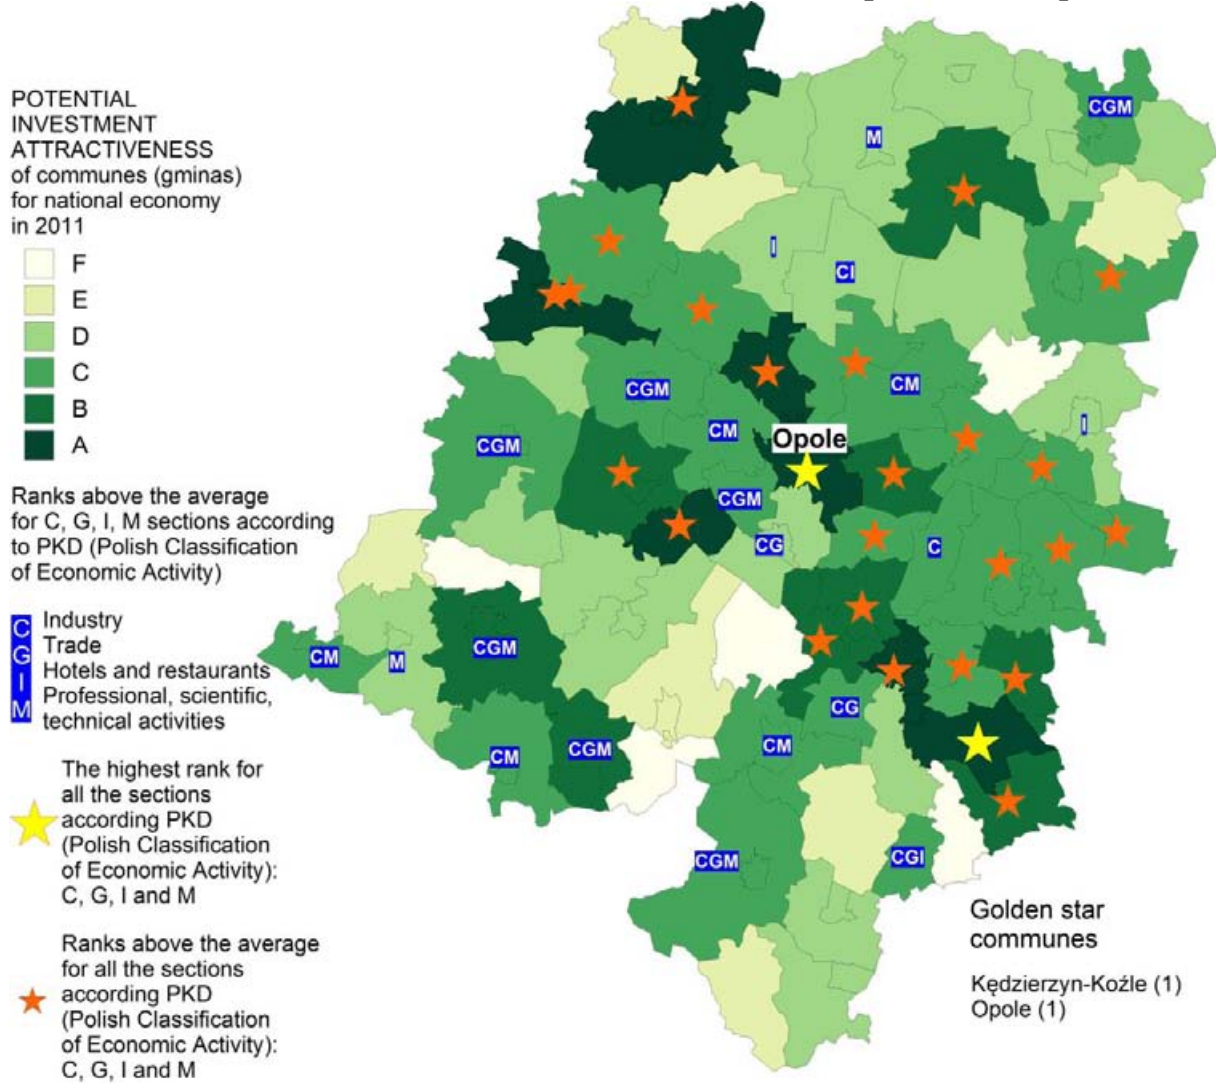 POTENTIAL
INVESTMENT
ATTRACTIVENESS
of communes (gminas)
for national economy
in 2011
F
E
D
C
B
A
Ranks above the average
for C, G, I, M sections according
to PKD (Polish Classification
of Economic Activity)
C Industry
G Trade
I Hotels and restaurants
M Professional, scientific,
technical activities
The highest rank for
all the sections
according PKD
(Polish Classification
of Economic Activity):
C, G, I and M
Ranks above the average
for all the sections
according PKD
(Polish Classification
of Economic Activity):
C, G, I and M
CGM
M
I
CI
CGM
CM
CM
I
CGM
Opole
CGM
CG
C
CM
M
CGM
CG
CM
CGM
CM
CGM
CGI
Golden star
communes
Kędzierzyn-Koźle (1)
Opole (1)